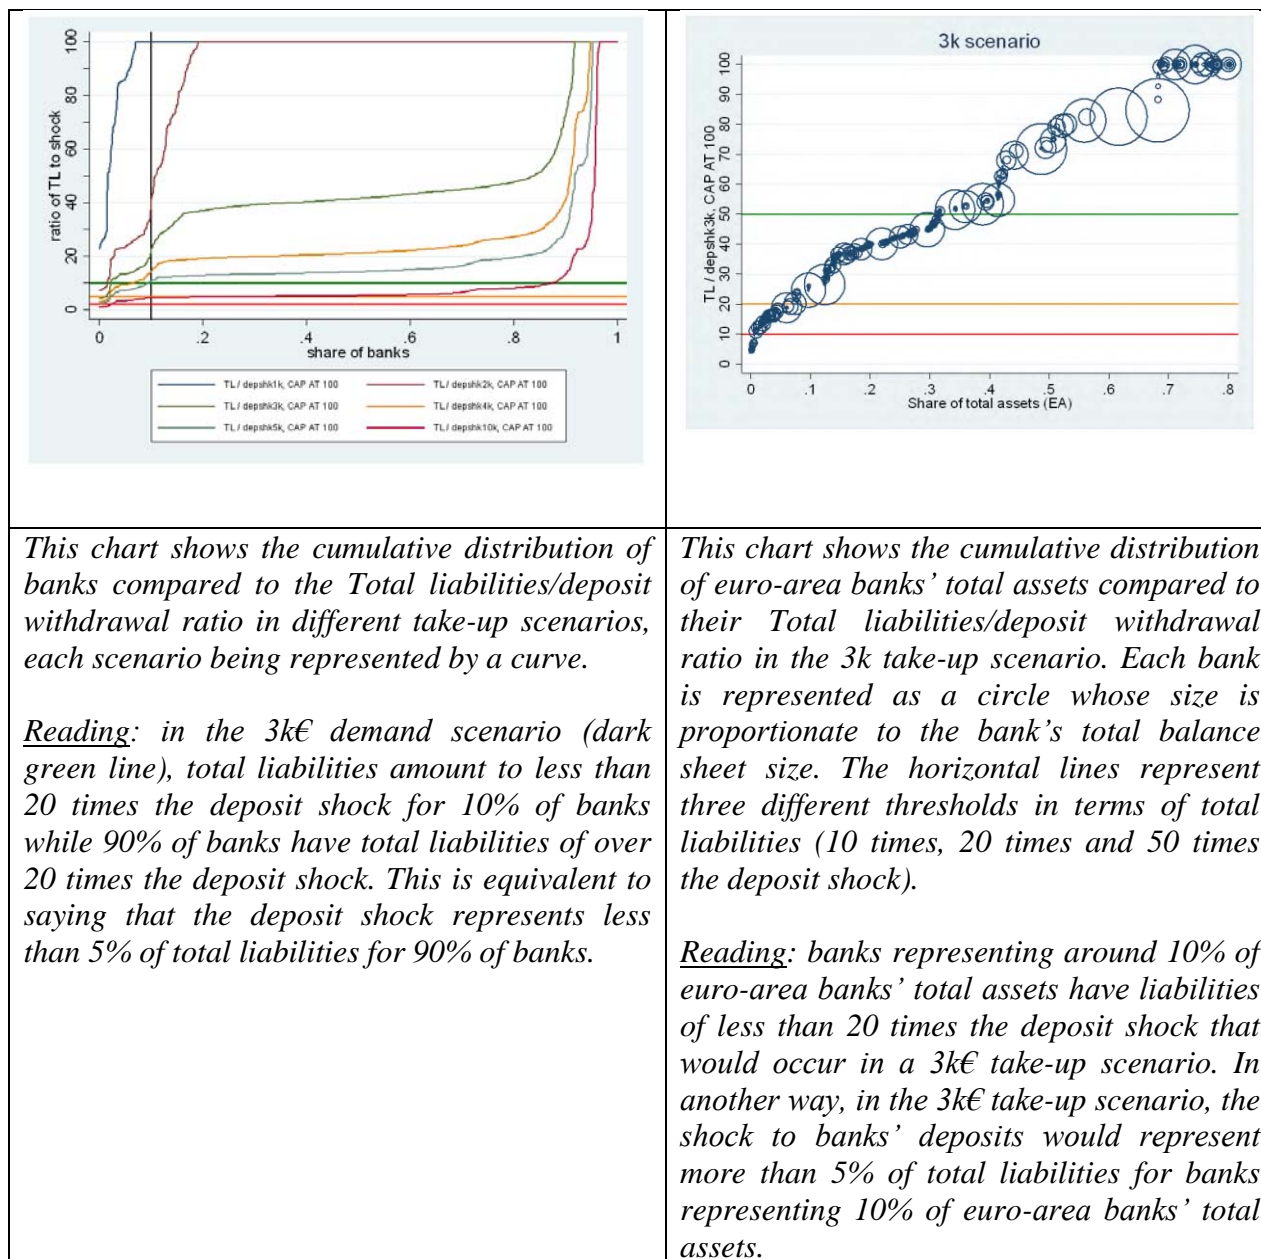 100
80
60
40
20
0
ratio of TL to shock
0
.2
.4
.6
.8
1
share of banks
TL / depshk1k, CAP AT 100
TL / depshk2k, CAP AT 100
TL / depshk3k, CAP AT 100
TL / depshk4k, CAP AT 100
TL / depshk5k, CAP AT 100
TL / depshk10k, CAP AT 100
3k scenario
100
90
80
70
60
50
40
30
20
10
0
TL / depshk3k, CAP AT 100
0
.1
.2
.3
.4
.5
.6
.7
.8
Share of total assets (EA)
This chart shows the cumulative distribution of
banks compared to the Total liabilities/deposit
withdrawal ratio in different take-up scenarios,
each scenario being represented by a curve.
Reading: in the 3k€ demand scenario (dark
green line), total liabilities amount to less than
20 times the deposit shock for 10% of banks
while 90% of banks have total liabilities of over
20 times the deposit shock. This is equivalent to
saying that the deposit shock represents less
than 5% of total liabilities for 90% of banks.
This chart shows the cumulative distribution
of euro-area banks’ total assets compared to
their Total liabilities/deposit withdrawal
ratio in the 3k take-up scenario. Each bank
is represented as a circle whose size is
proportionate to the bank’s total balance
sheet size. The horizontal lines represent
three different thresholds in terms of total
liabilities (10 times, 20 times and 50 times
the deposit shock).
Reading: banks representing around 10% of
euro-area banks’ total assets have liabilities
of less than 20 times the deposit shock that
would occur in a 3k€ take-up scenario. In
another way, in the 3k€ take-up scenario, the
shock to banks’ deposits would represent
more than 5% of total liabilities for banks
representing 10% of euro-area banks’ total
assets.